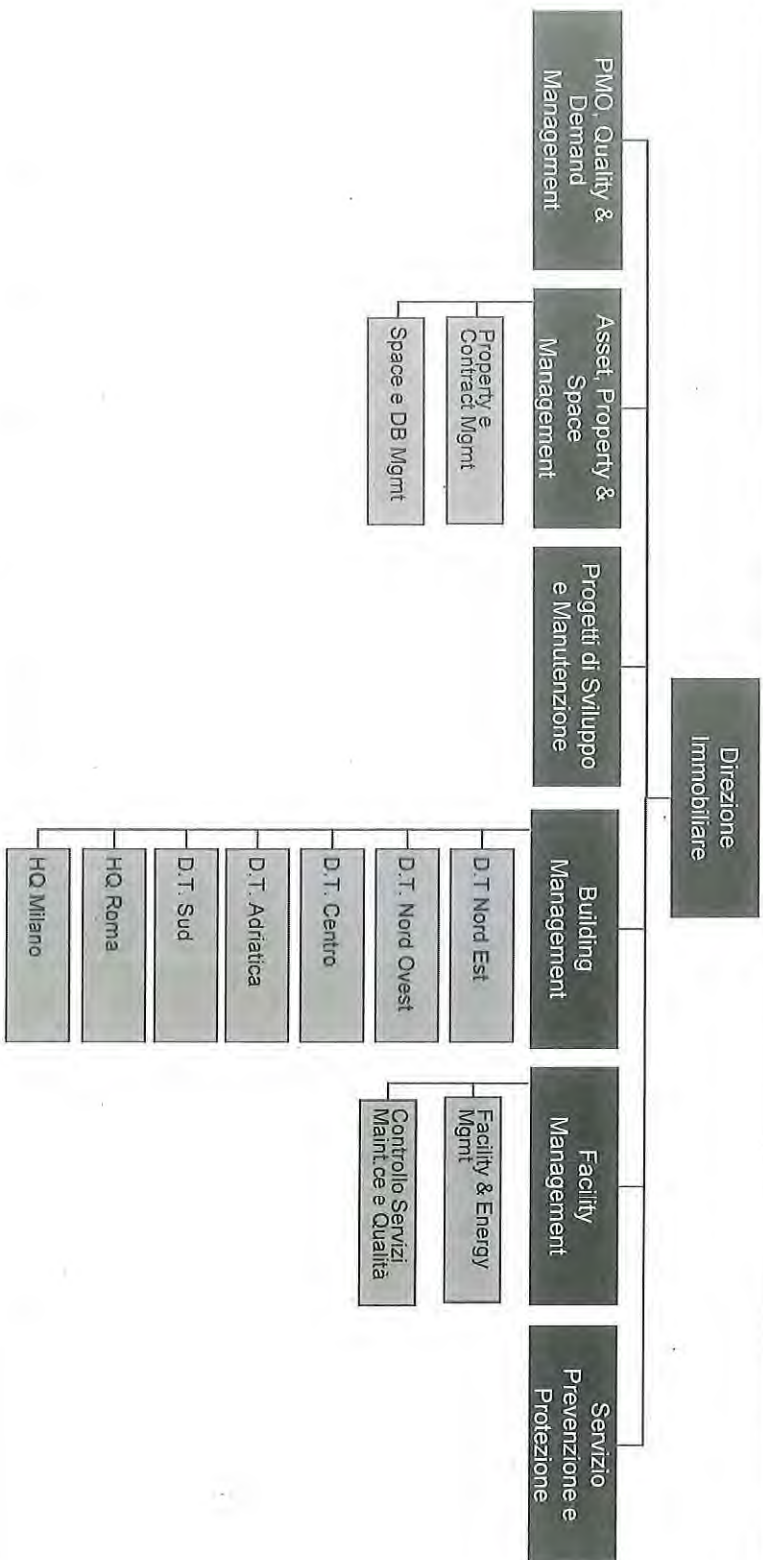 Direzione
Immobiliare
PMO, Quality &
Demand
Management
Asset, Property &
Space
Management
Property e
Contract Mgmt
Space e DB Mgmt
Progetti di Sviluppo
e Manutenzione
Building
Management
D.T Nord Est
D.T. Nord Ovest
D.T. Centro
D.T. Adriatica
D.T. Sud
HQ Roma
HQ Milano
Facility
Management
Facility & Energy
Mgmt
Controllo Servizi
Maint.ce e Qualità
Servizio
Prevenzione e
Protezione